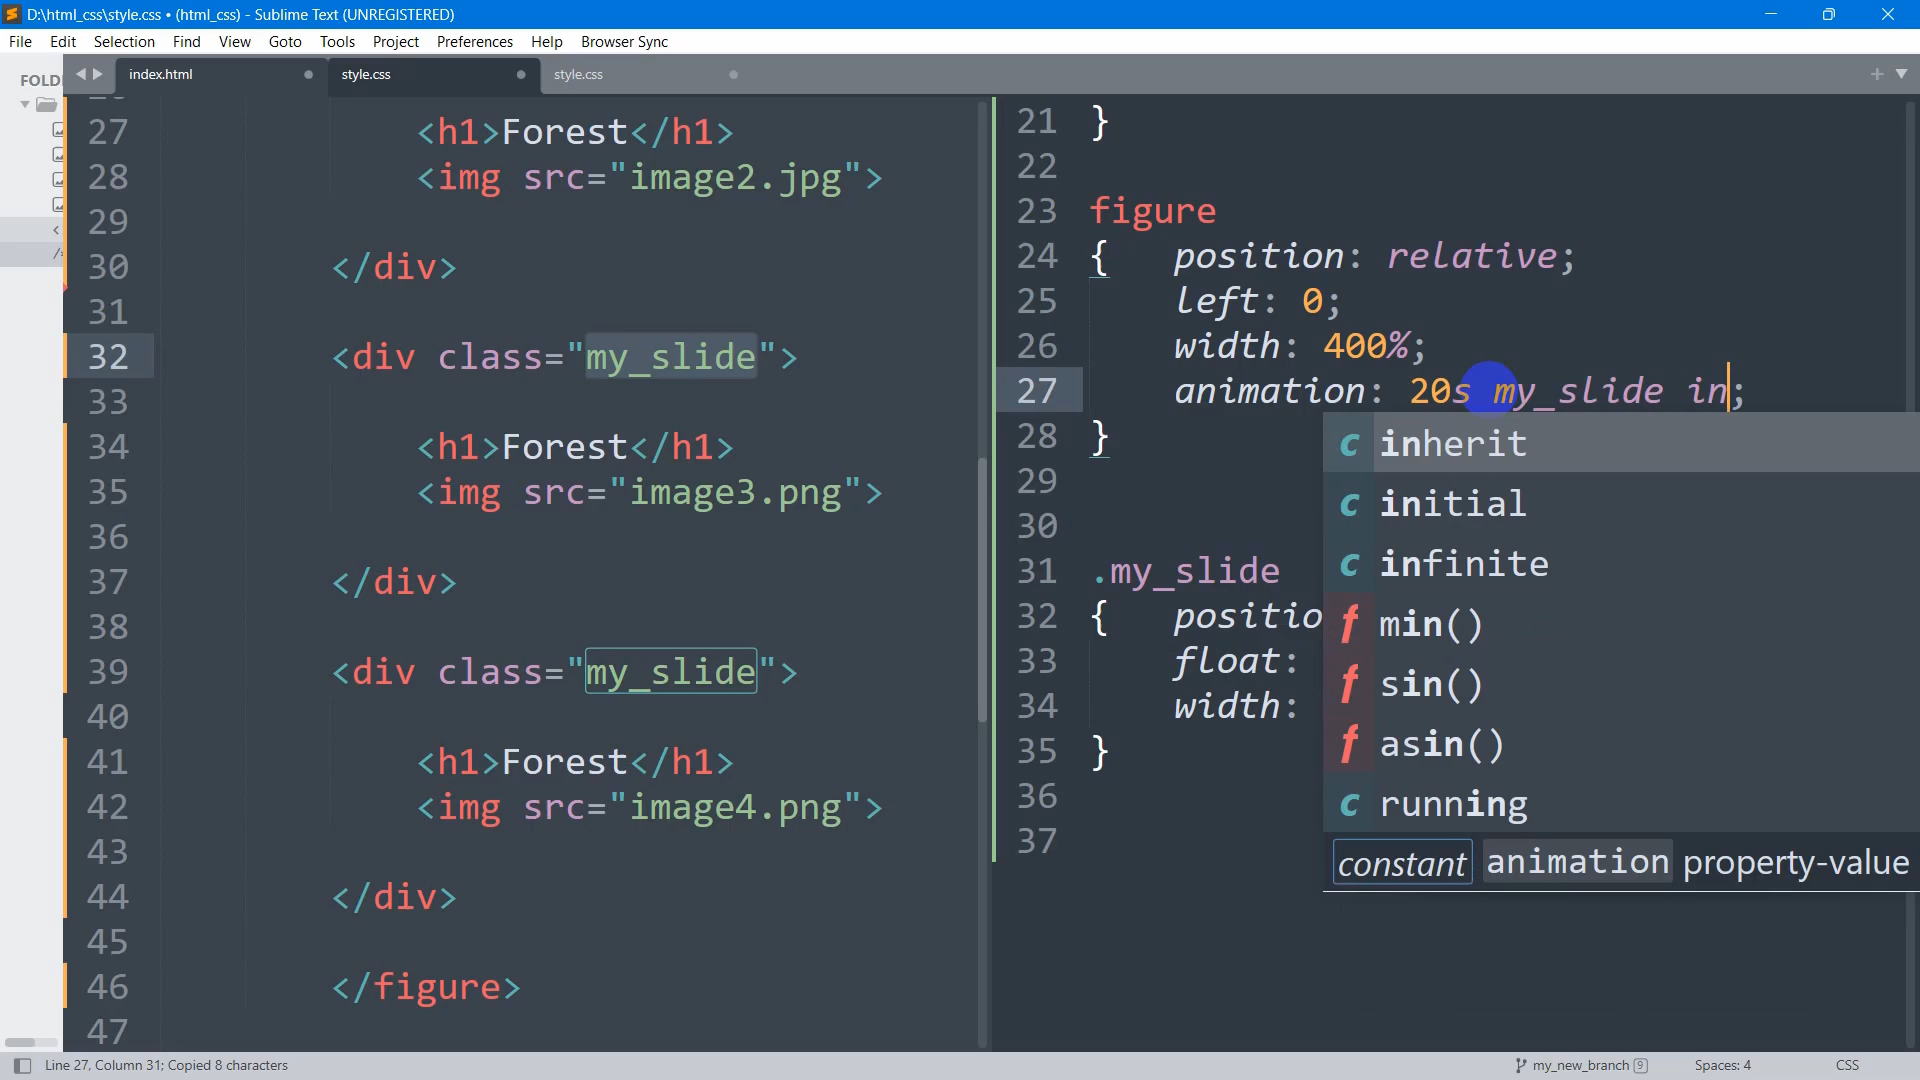 D:\html_css\style.css • (html_css) - Sublime Text (UNREGISTERED)
File Edit Selection Find View Goto Tools Project Preferences Help Browser Sync
FOLD
index.html
style.css
style.css
27 <h1>Forest</h1>
28 <img src="image2.jpg">
29
30 </div>
31
32 <div class="my_slide">
33
34 <h1>Forest</h1>
35 <img src="image3.png">
36
37 </div>
38
39 <div class="my_slide">
40
41 <h1>Forest</h1>
42 <img src="image4.png">
43
44 </div>
45
46 </figure>
47
21 }
22
23 figure
24 { position: relative;
25 left: 0;
26 width: 400%;
27 animation: 20s my_slide in;
28 }
29
30
31 .my_slide
32 { positio
33 float:
34 width:
35 }
36
37
c inherit
c initial
c infinite
f min()
f sin()
f asin()
c running
constant animation property-value
Line 27, Column 31; Copied 8 characters
my_new_branch 9
Spaces: 4
CSS